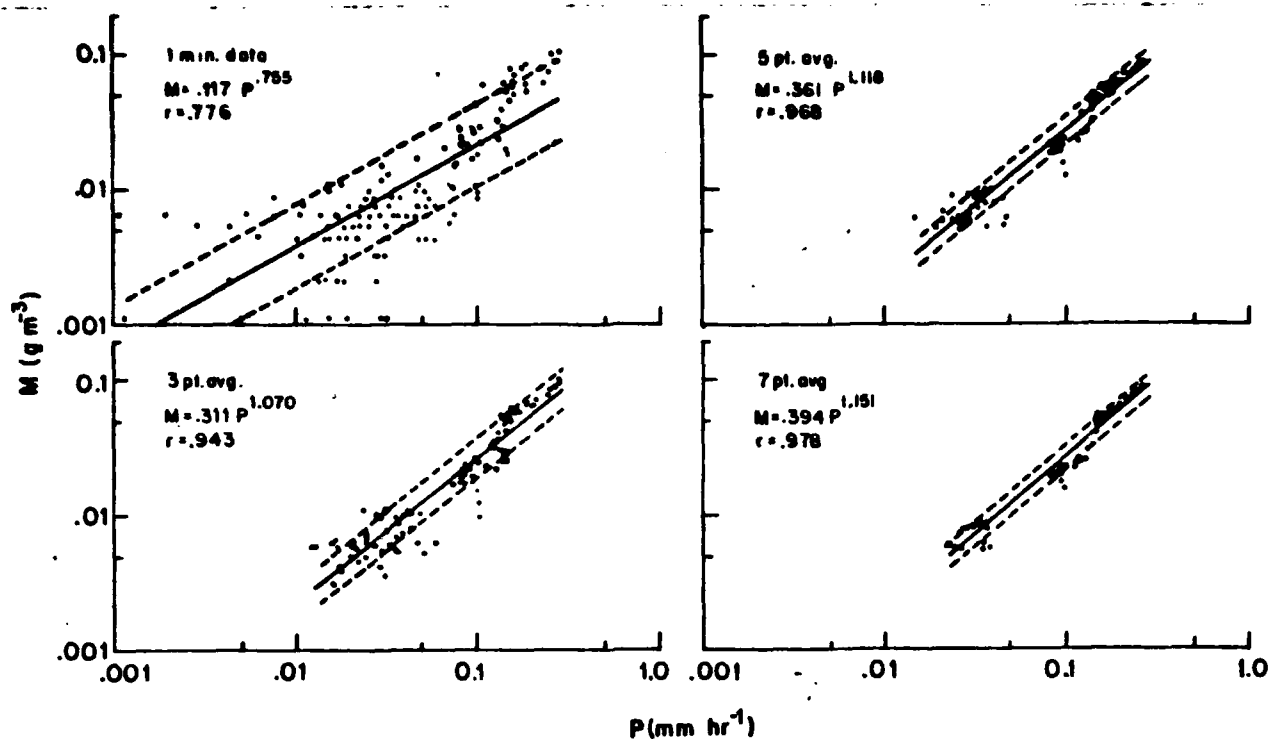 1 min. data
M=.117 P^.755
r=.776
5 pt. avg.
M=.361 P^1.118
r=.968
0.1
.01
.001
3 pt. avg.
M=.311 P^1.070
r=.943
7 pt. avg
M=.394 P^1.151
r=.978
0.1
.01
.001
M (g m^-3)
.001
.01
0.1
1.0
.001
.01
0.1
1.0
P (mm hr^-1)